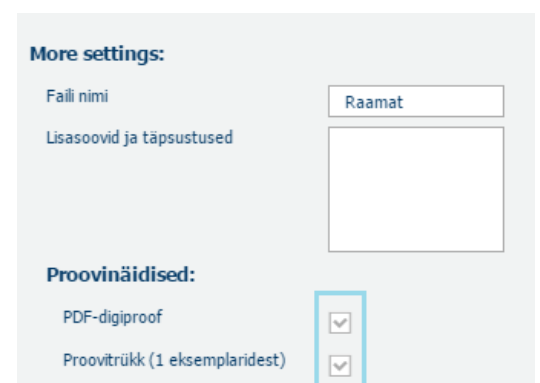 More settings:
Faili nimi
Raamat
Lisasoovid ja täpsustused
Proovinäidised:
PDF-digiproof
Proovitrükk (1 eksemplaridest)